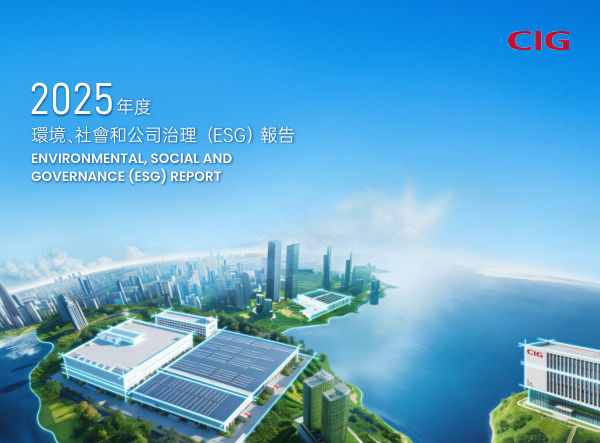 CIG
2025年度
環境、社會和公司治理（ESG）報告
ENVIRONMENTAL, SOCIAL AND
GOVERNANCE (ESG) REPORT
CIG